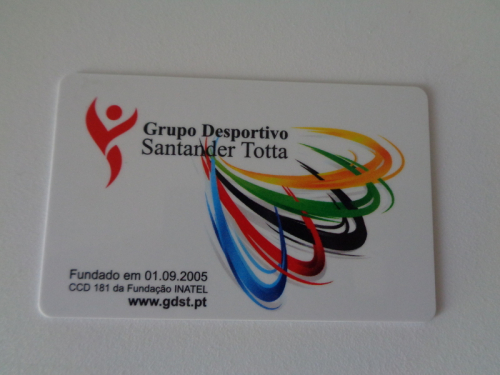 Grupo Desportivo
Santander Totta
Fundado em 01.09.2005
CCD 181 da Fundação INATEL
www.gdst.pt